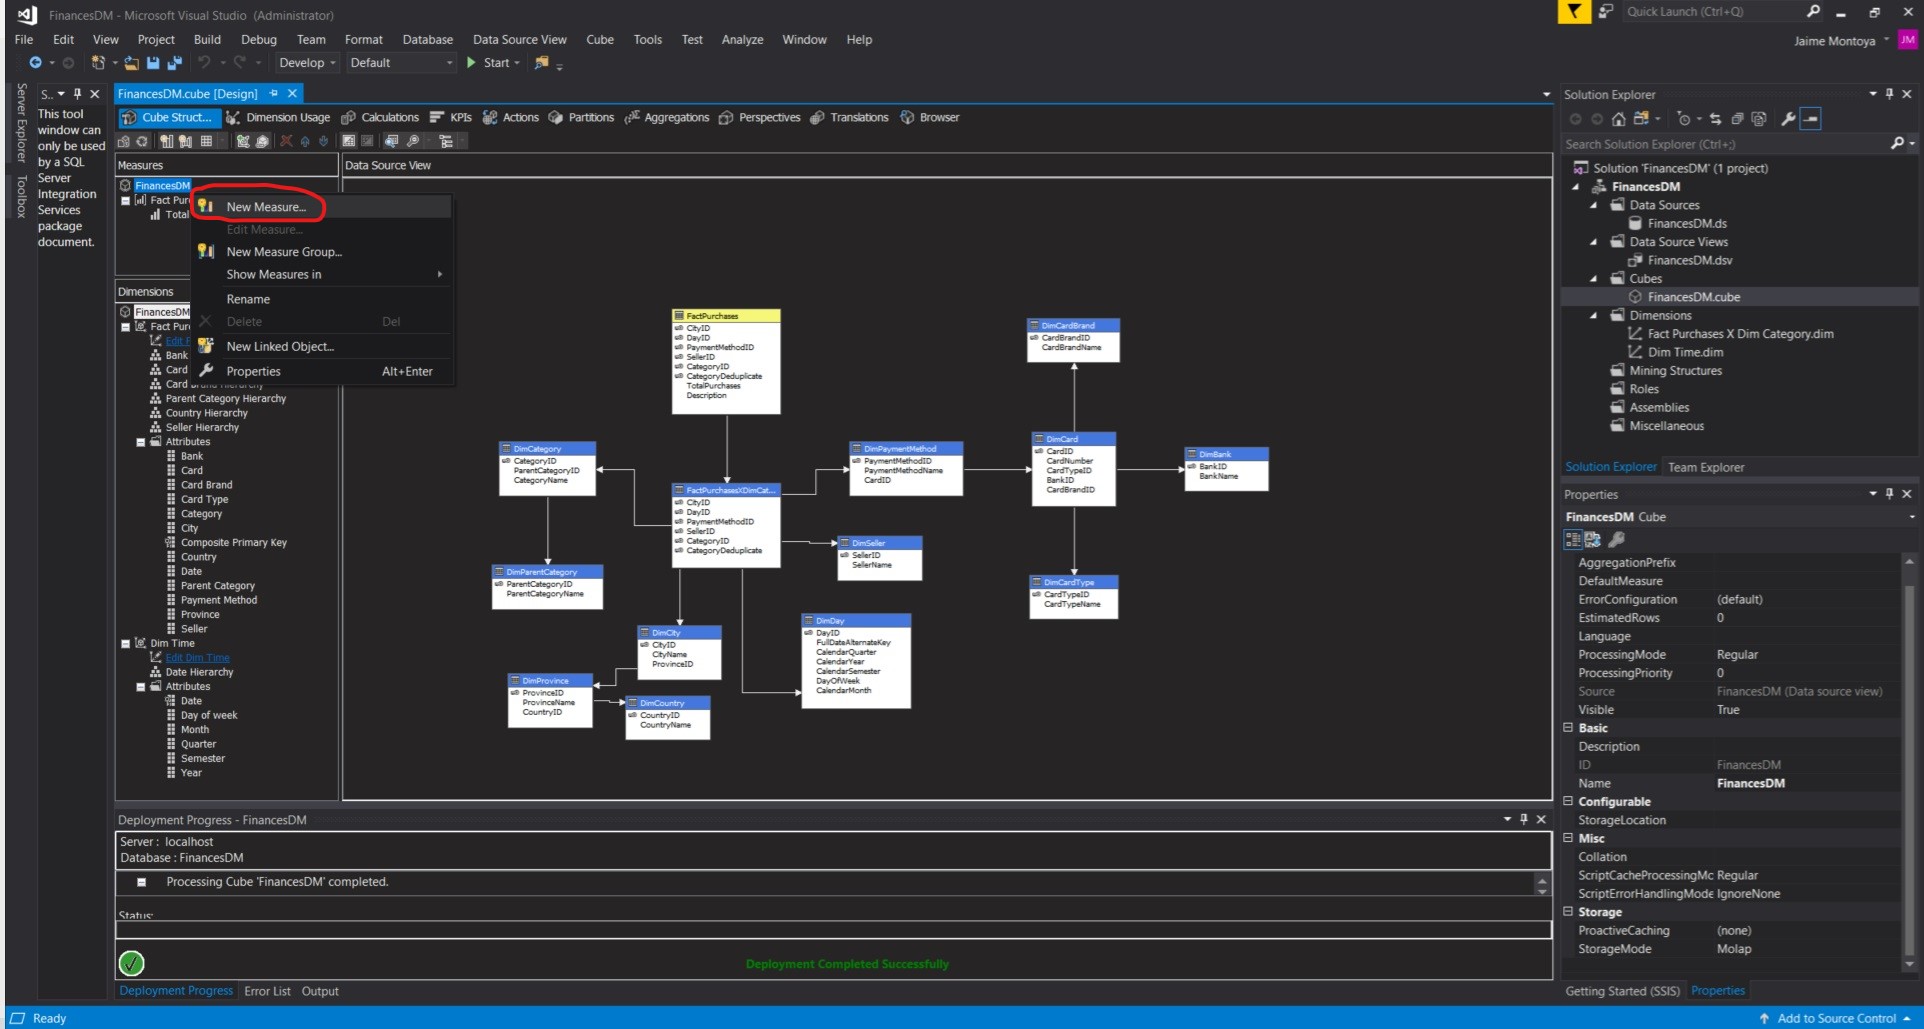 FinancesDM - Microsoft Visual Studio (Administrator)
Quick Launch (Ctrl+Q)
File Edit View Project Build Debug Team Format Database Data Source View Cube Tools Test Analyze Window Help
Jaime Montoya JM
Develop Default Start
Server Explorer
Toolbox
S..
This tool
window can
only be used
by a SQL
Server
Integration
Services
package
document.
FinancesDM.cube [Design]
Cube Struct... Dimension Usage Calculations KPIs Actions Partitions Aggregations Perspectives Translations Browser
Measures
FinancesDM
Fact Pur
Total
New Measure...
Edit Measure...
New Measure Group...
Show Measures in
Rename
Delete Del
New Linked Object...
Properties Alt+Enter
Dimensions
FinancesDM
Fact Pur
Bank
Card
Parent Category Hierarchy
Country Hierarchy
Seller Hierarchy
Attributes
Bank
Card
Card Brand
Card Type
Category
City
Composite Primary Key
Country
Date
Parent Category
Payment Method
Province
Seller
Dim Time
Edit Dim Time
Date Hierarchy
Attributes
Date
Day of week
Month
Quarter
Semester
Year
Data Source View
FactPurchases
CityID
DayID
PaymentMethodID
SellerID
CategoryID
CategoryDeduplicate
TotalPurchases
Description
DimCardBrand
CardBrandID
CardBrandName
DimCategory
CategoryID
ParentCategoryID
CategoryName
FactPurchasesXDimCat...
CityID
DayID
PaymentMethodID
SellerID
CategoryID
CategoryDeduplicate
DimPaymentMethod
PaymentMethodID
PaymentMethodName
CardID
DimCard
CardID
CardNumber
CardTypeID
BankID
CardBrandID
DimBank
BankID
BankName
DimSeller
SellerID
SellerName
DimParentCategory
ParentCategoryID
ParentCategoryName
DimCardType
CardTypeID
CardTypeName
DimCity
CityID
CityName
ProvinceID
DimDay
DayID
FullDateAlternateKey
CalendarQuarter
CalendarYear
CalendarSemester
DayOfWeek
CalendarMonth
DimProvince
ProvinceID
ProvinceName
CountryID
DimCountry
CountryID
CountryName
Deployment Progress - FinancesDM
Server : localhost
Database : FinancesDM
Processing Cube 'FinancesDM' completed.
Status:
Deployment Completed Successfully
Deployment Progress Error List Output
Solution Explorer
Search Solution Explorer (Ctrl+;)
Solution 'FinancesDM' (1 project)
FinancesDM
Data Sources
FinancesDM.ds
Data Source Views
FinancesDM.dsv
Cubes
FinancesDM.cube
Dimensions
Fact Purchases X Dim Category.dim
Dim Time.dim
Mining Structures
Roles
Assemblies
Miscellaneous
Solution Explorer Team Explorer
Properties
FinancesDM Cube
AggregationPrefix
DefaultMeasure
ErrorConfiguration (default)
EstimatedRows 0
Language
ProcessingMode Regular
ProcessingPriority 0
Source FinancesDM (Data source view)
Visible True
Basic
Description
ID FinancesDM
Name FinancesDM
Configurable
StorageLocation
Misc
Collation
ScriptCacheProcessingMc Regular
ScriptErrorHandlingMode IgnoreNone
Storage
ProactiveCaching (none)
StorageMode Molap
Getting Started (SSIS) Properties
Ready
Add to Source Control